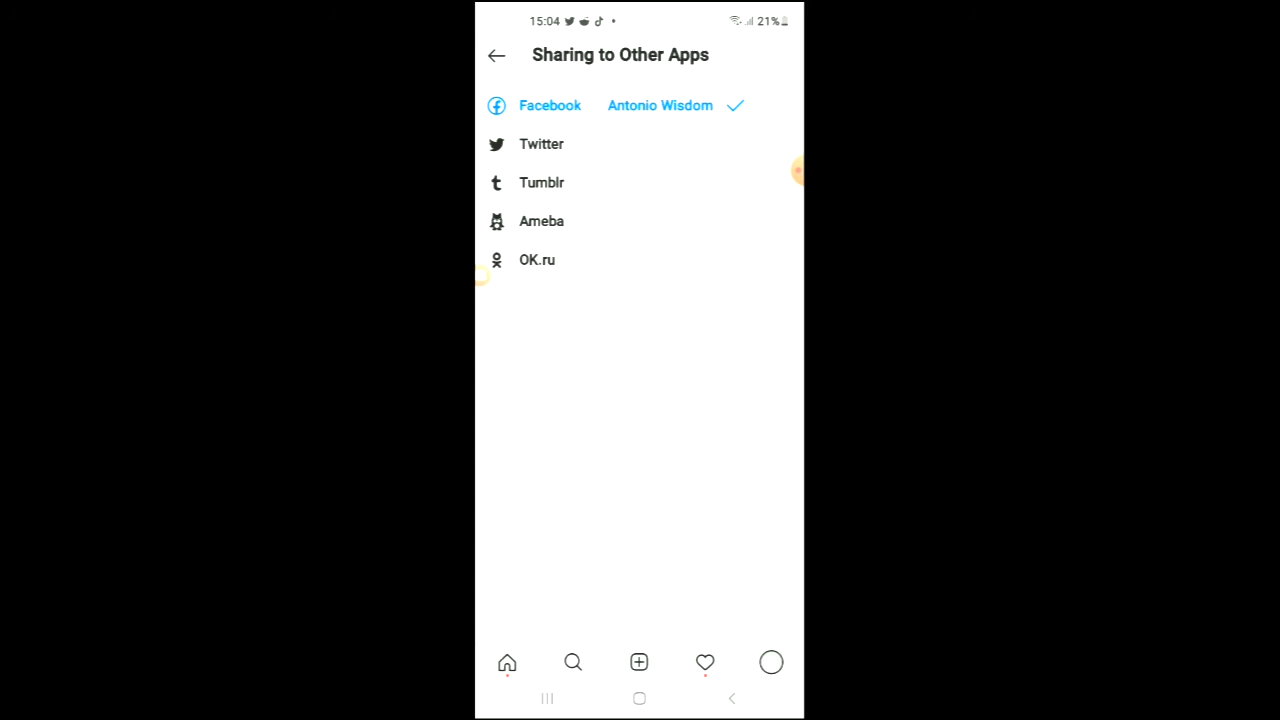 15:04 21%
Sharing to Other Apps
Facebook Antonio Wisdom
Twitter
Tumblr
Ameba
OK.ru